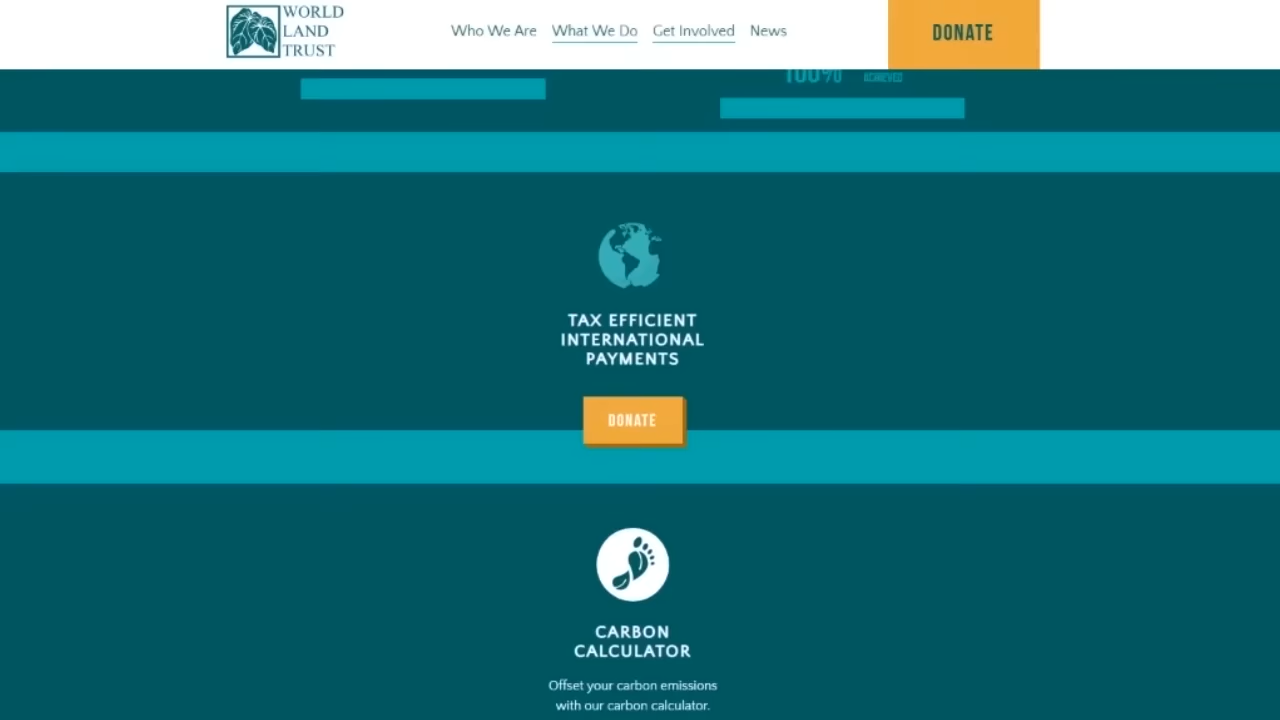 WORLD
LAND
TRUST
Who We Are What We Do Get Involved News
DONATE
100% ACHIEVED
TAX EFFICIENT
INTERNATIONAL
PAYMENTS
DONATE
CARBON
CALCULATOR
Offset your carbon emissions
with our carbon calculator.